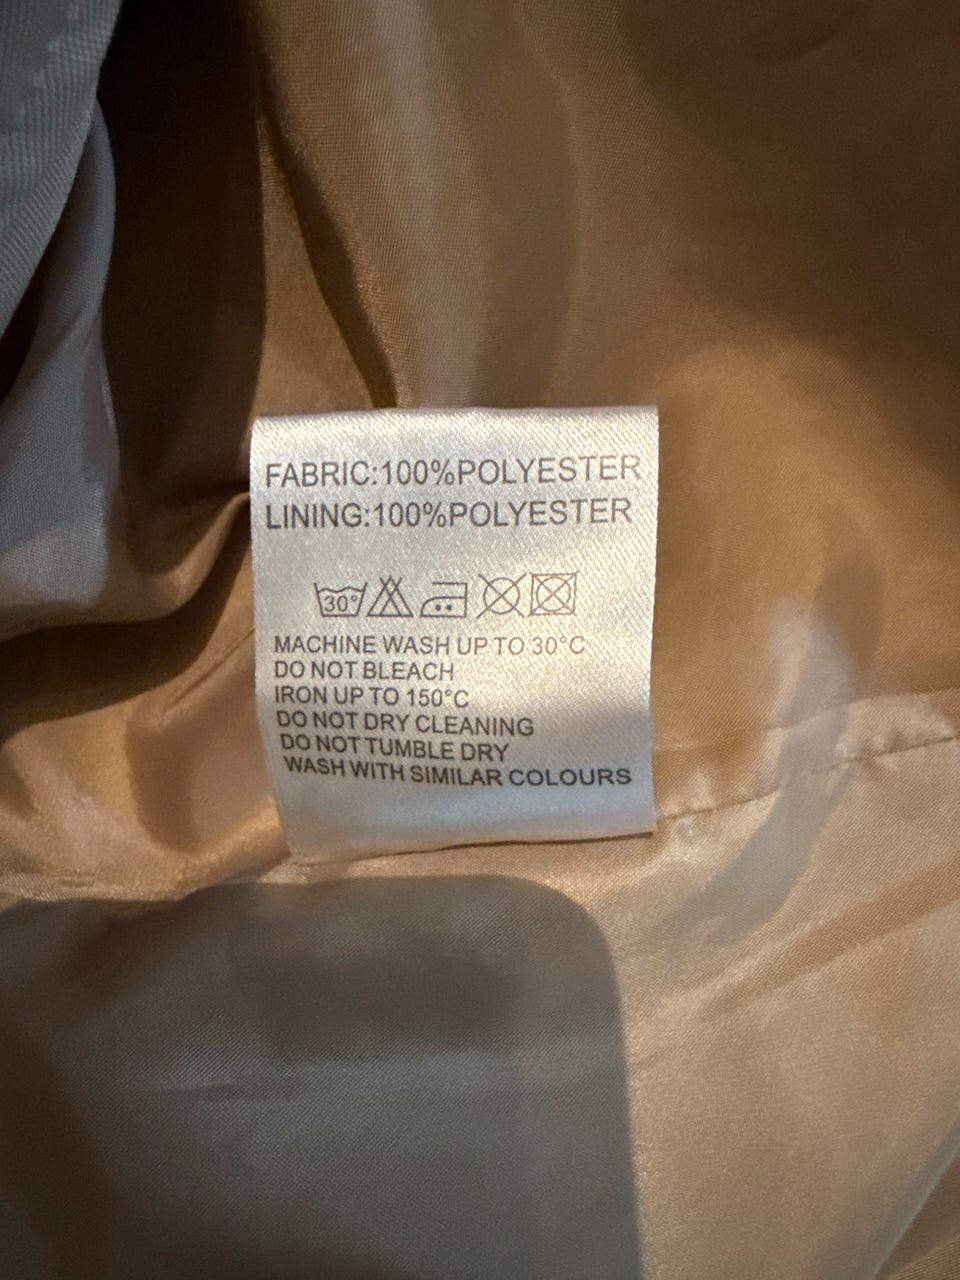 FABRIC:100%POLYESTER
LINING:100%POLYESTER
30°
MACHINE WASH UP TO 30°C
DO NOT BLEACH
IRON UP TO 150°C
DO NOT DRY CLEANING
DO NOT TUMBLE DRY
WASH WITH SIMILAR COLOURS